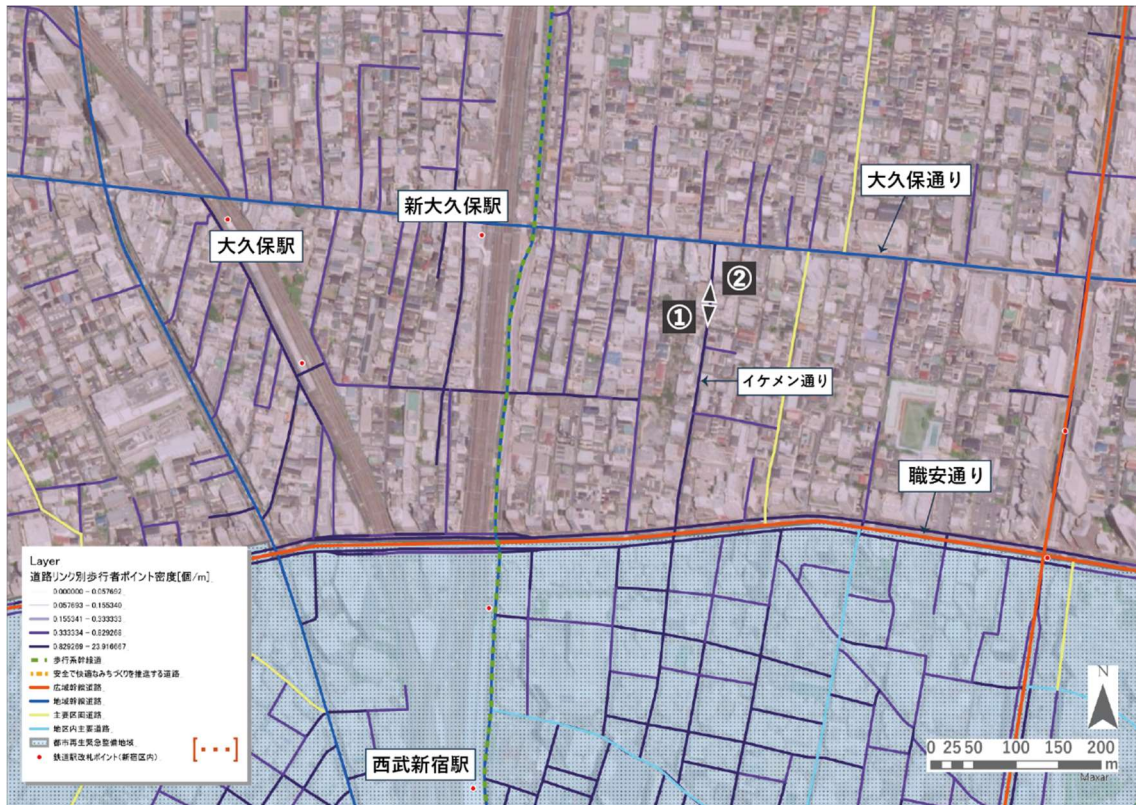 大久保通り
新大久保駅
大久保駅
②
①
イケメン通り
職安通り
Layer
道路リンク別歩行者ポイント密度[個/m]
0.000000 - 0.057692
0.057693 - 0.155340
0.155341 - 0.333333
0.333334 - 0.829268
0.829269 - 23.916667
歩行系幹線道
安全で快適なみちづくりを推進する道路
広域幹線道路
地域幹線道路
主要区画道路
地区内主要道路
都市再生緊急整備地域
鉄道駅改札ポイント(新宿区内)
[・・・]
西武新宿駅
N
0 25 50 100 150 200
m
Maxar